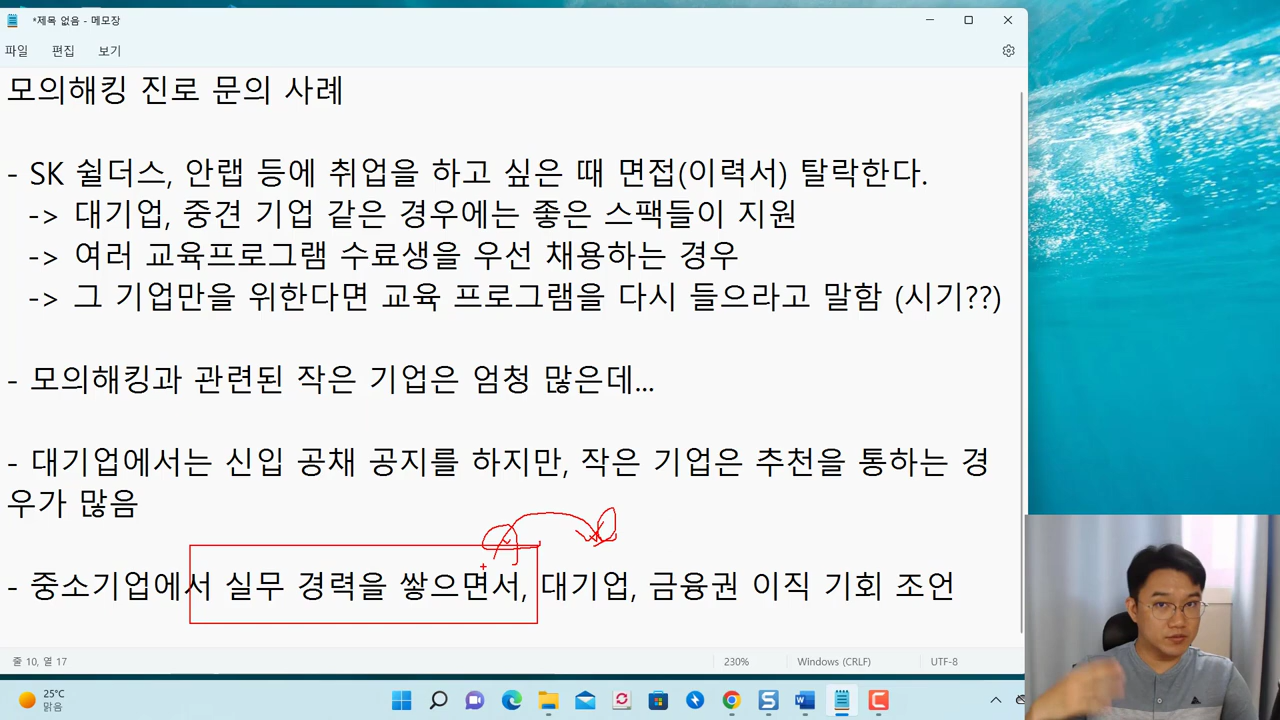 *제목 없음 - 메모장
파일 편집 보기
모의해킹 진로 문의 사례
- SK 쉴더스, 안랩 등에 취업을 하고 싶은 때 면접(이력서) 탈락한다.
-> 대기업, 중견 기업 같은 경우에는 좋은 스팩들이 지원
-> 여러 교육프로그램 수료생을 우선 채용하는 경우
-> 그 기업만을 위한다면 교육 프로그램을 다시 들으라고 말함 (시기??)
- 모의해킹과 관련된 작은 기업은 엄청 많은데...
- 대기업에서는 신입 공채 공지를 하지만, 작은 기업은 추천을 통하는 경
우가 많음
- 중소기업에서 실무 경력을 쌓으면서, 대기업, 금융권 이직 기회 조언
줄 10, 열 17 230% Windows (CRLF) UTF-8
25°C
맑음